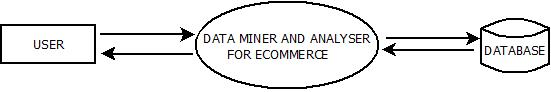 USER
DATA MINER AND ANALYSER
FOR ECOMMERCE
DATABASE